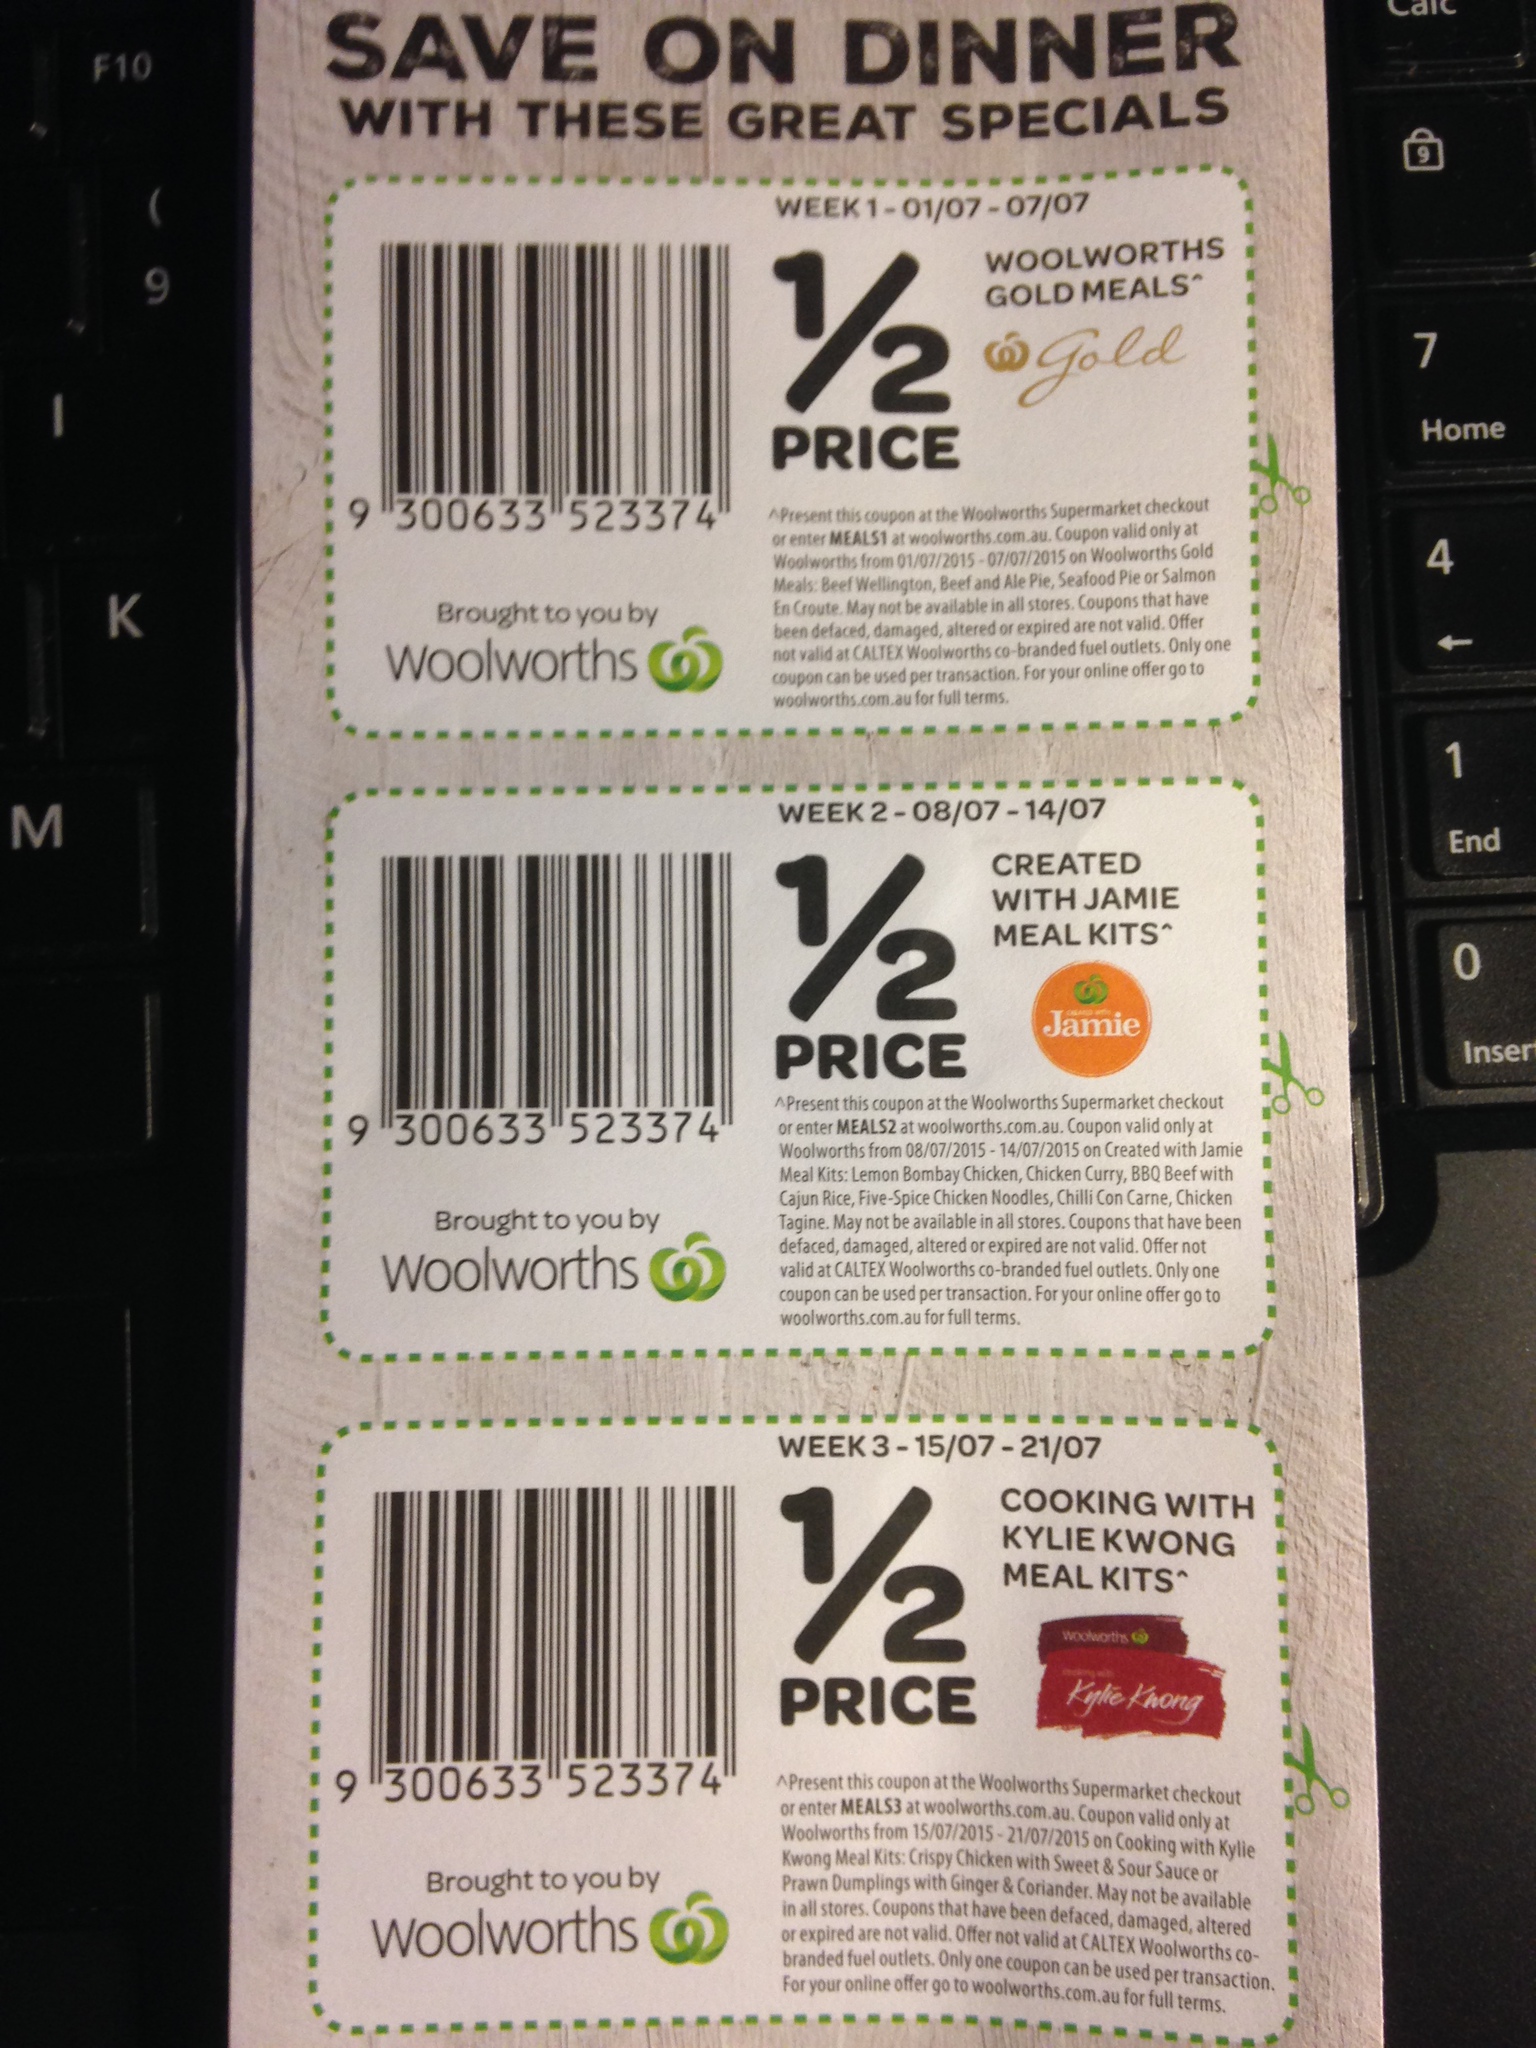 SAVE ON DINNER
WITH THESE GREAT SPECIALS
WEEK 1 - 01/07 - 07/07
1/2
PRICE
WOOLWORTHS
GOLD MEALS^
Gold
9 300633 523374
Brought to you by
Woolworths
^Present this coupon at the Woolworths Supermarket checkout
or enter MEALS1 at woolworths.com.au. Coupon valid only at
Woolworths from 01/07/2015 - 07/07/2015 on Woolworths Gold
Meals: Beef Wellington, Beef and Ale Pie, Seafood Pie or Salmon
En Croute. May not be available in all stores. Coupons that have
been defaced, damaged, altered or expired are not valid. Offer
not valid at CALTEX Woolworths co-branded fuel outlets. Only one
coupon can be used per transaction. For your online offer go to
woolworths.com.au for full terms.
WEEK 2 - 08/07 - 14/07
1/2
PRICE
CREATED
WITH JAMIE
MEAL KITS^
created with
Jamie
9 300633 523374
Brought to you by
Woolworths
^Present this coupon at the Woolworths Supermarket checkout
or enter MEALS2 at woolworths.com.au. Coupon valid only at
Woolworths from 08/07/2015 - 14/07/2015 on Created with Jamie
Meal Kits: Lemon Bombay Chicken, Chicken Curry, BBQ Beef with
Cajun Rice, Five-Spice Chicken Noodles, Chilli Con Carne, Chicken
Tagine. May not be available in all stores. Coupons that have been
defaced, damaged, altered or expired are not valid. Offer not
valid at CALTEX Woolworths co-branded fuel outlets. Only one
coupon can be used per transaction. For your online offer go to
woolworths.com.au for full terms.
WEEK 3 - 15/07 - 21/07
1/2
PRICE
COOKING WITH
KYLIE KWONG
MEAL KITS^
woolworths
cooking with
Kylie Kwong
9 300633 523374
Brought to you by
Woolworths
^Present this coupon at the Woolworths Supermarket checkout
or enter MEALS3 at woolworths.com.au. Coupon valid only at
Woolworths from 15/07/2015 - 21/07/2015 on Cooking with Kylie
Kwong Meal Kits: Crispy Chicken with Sweet & Sour Sauce or
Prawn Dumplings with Ginger & Coriander. May not be available
in all stores. Coupons that have been defaced, damaged, altered
or expired are not valid. Offer not valid at CALTEX Woolworths co-
branded fuel outlets. Only one coupon can be used per transaction.
For your online offer go to woolworths.com.au for full terms.
F10
(
9
I
K
M
Calc
9
7
Home
4
←
1
End
0
Inser